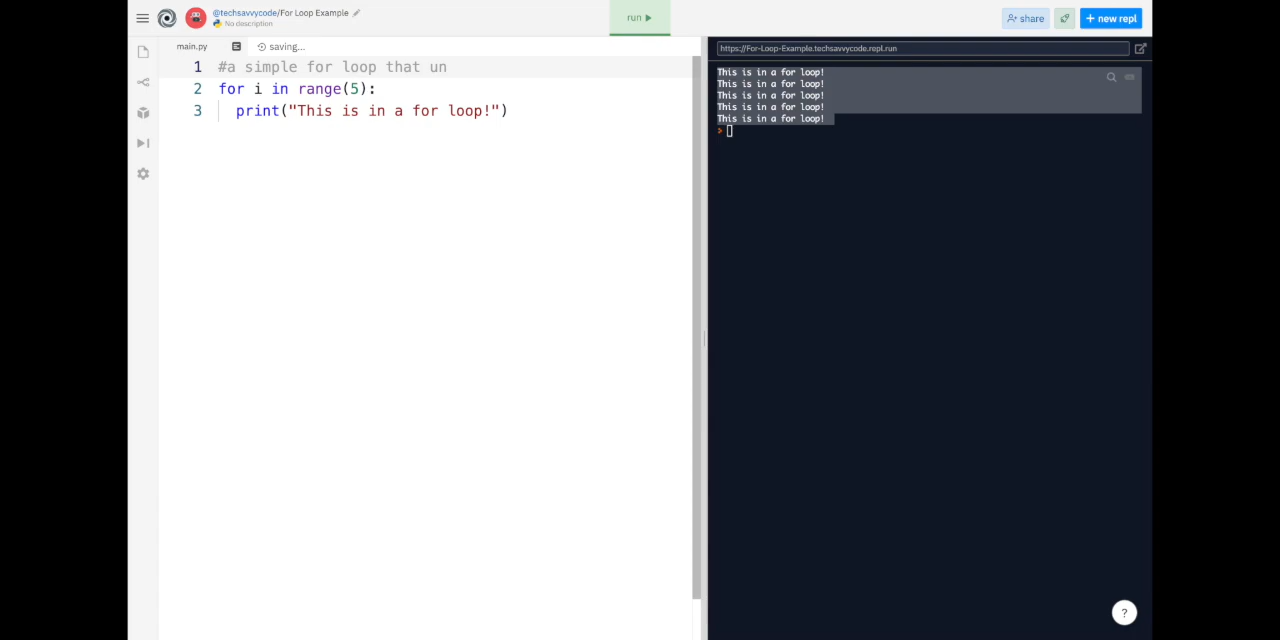 @techsavvycode/For Loop Example
No description
run
share
+ new repl
main.py
saving...
1 #a simple for loop that un
2 for i in range(5):
3 print("This is in a for loop!")
https://For-Loop-Example.techsavvycode.repl.run
This is in a for loop!
This is in a for loop!
This is in a for loop!
This is in a for loop!
This is in a for loop!
>
?